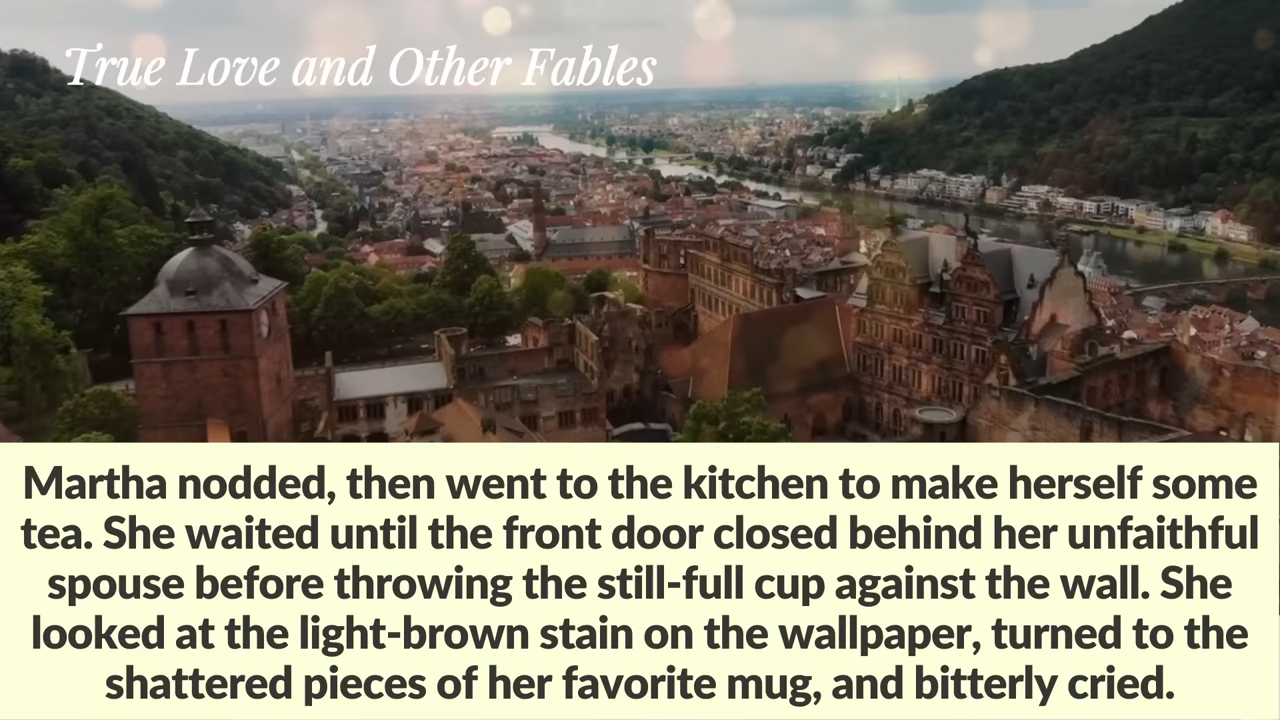 True Love and Other Fables
Martha nodded, then went to the kitchen to make herself some
tea. She waited until the front door closed behind her unfaithful
spouse before throwing the still-full cup against the wall. She
looked at the light-brown stain on the wallpaper, turned to the
shattered pieces of her favorite mug, and bitterly cried.